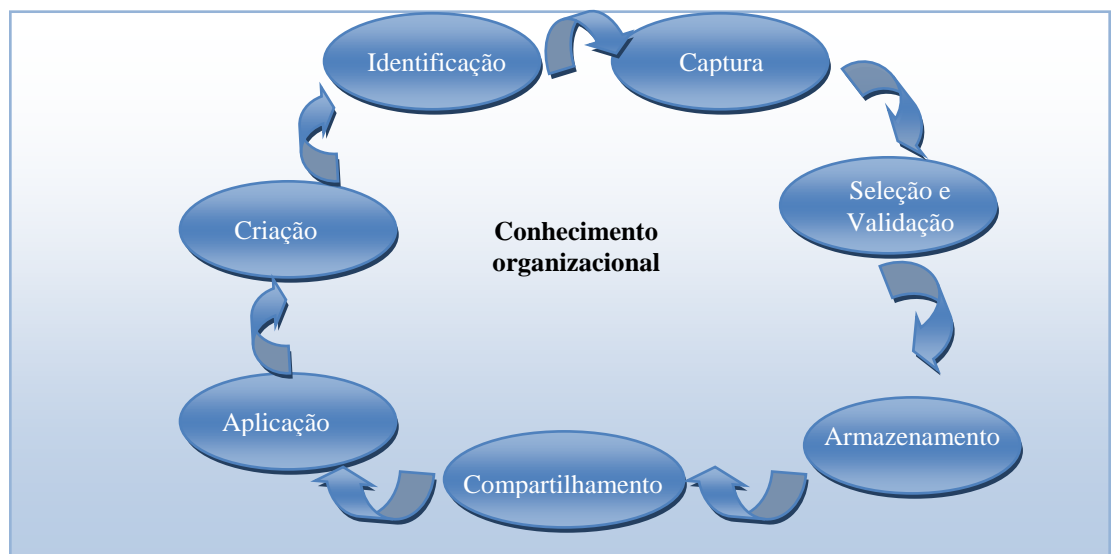 Identificação
Captura
Seleção e
Validação
Armazenamento
Compartilhamento
Aplicação
Criação
Conhecimento
organizacional